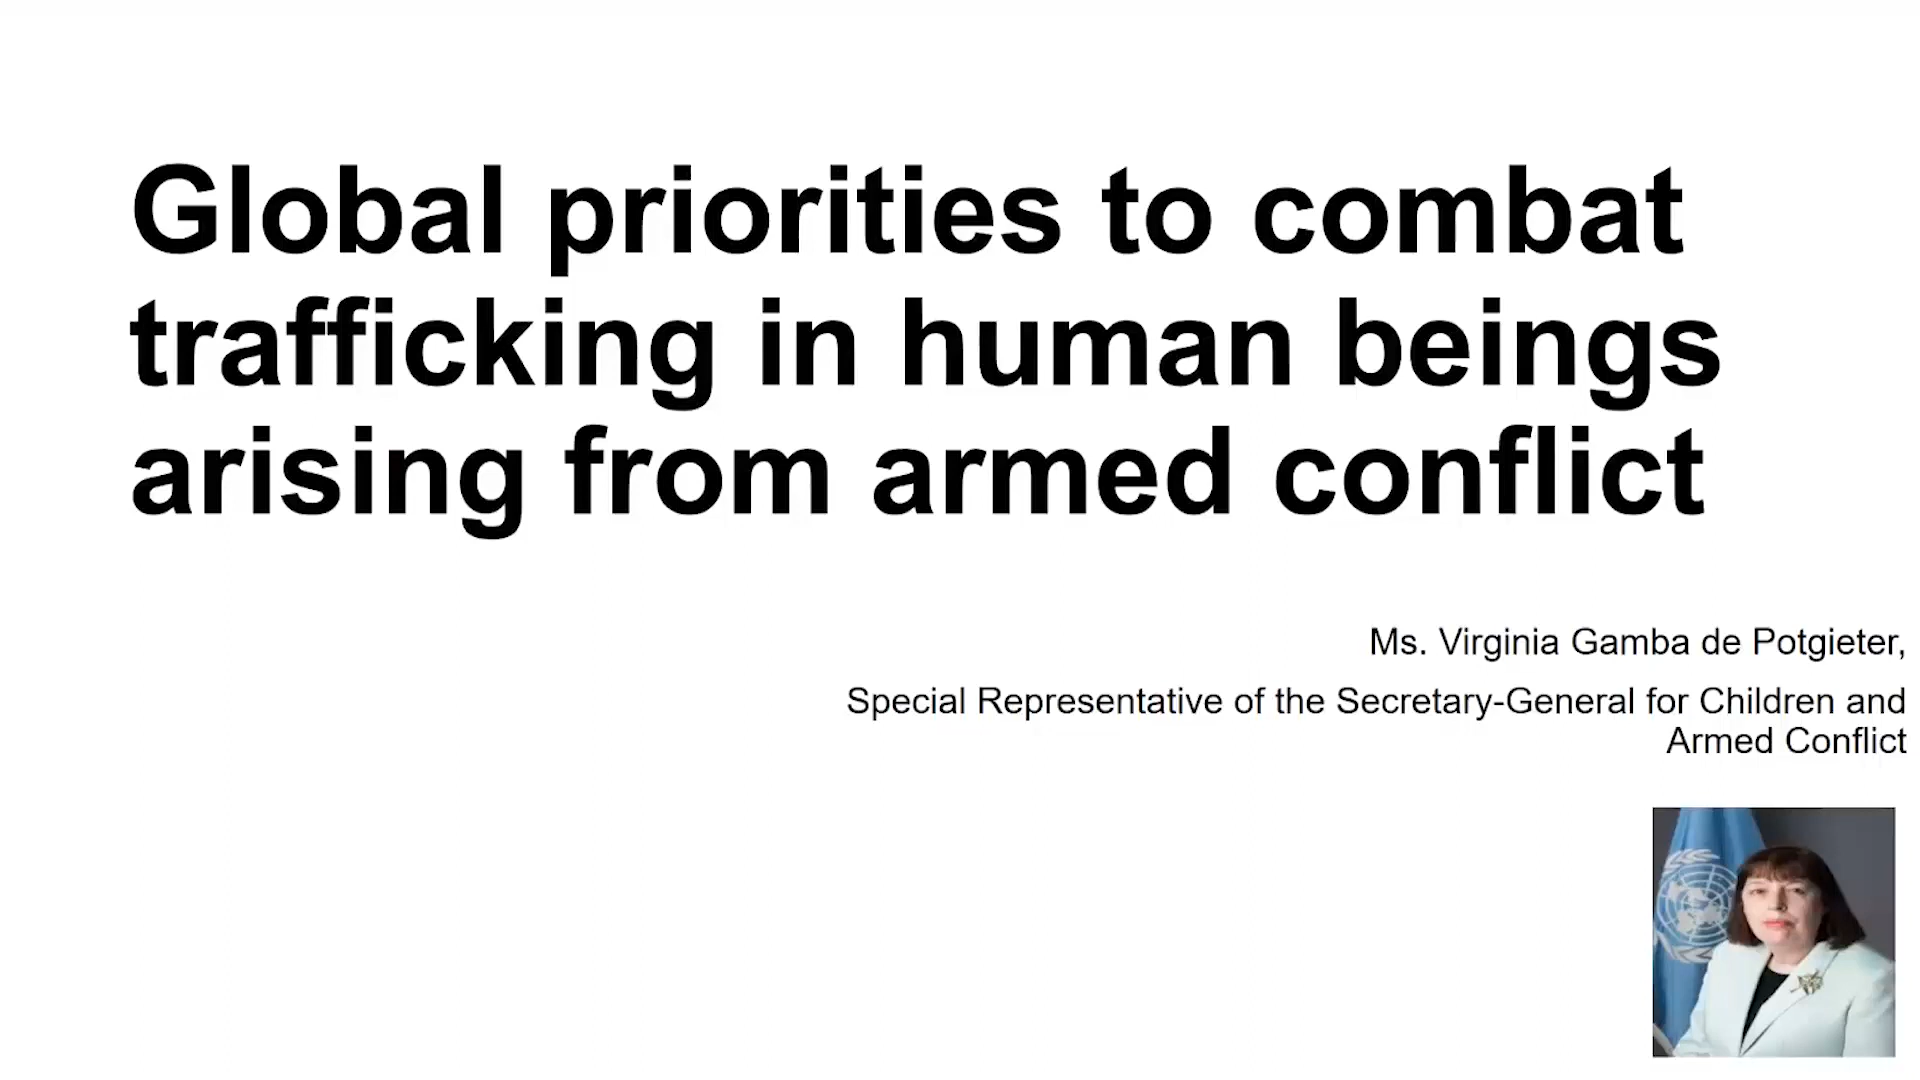 Global priorities to combat
trafficking in human beings
arising from armed conflict
Ms. Virginia Gamba de Potgieter,
Special Representative of the Secretary-General for Children and
Armed Conflict